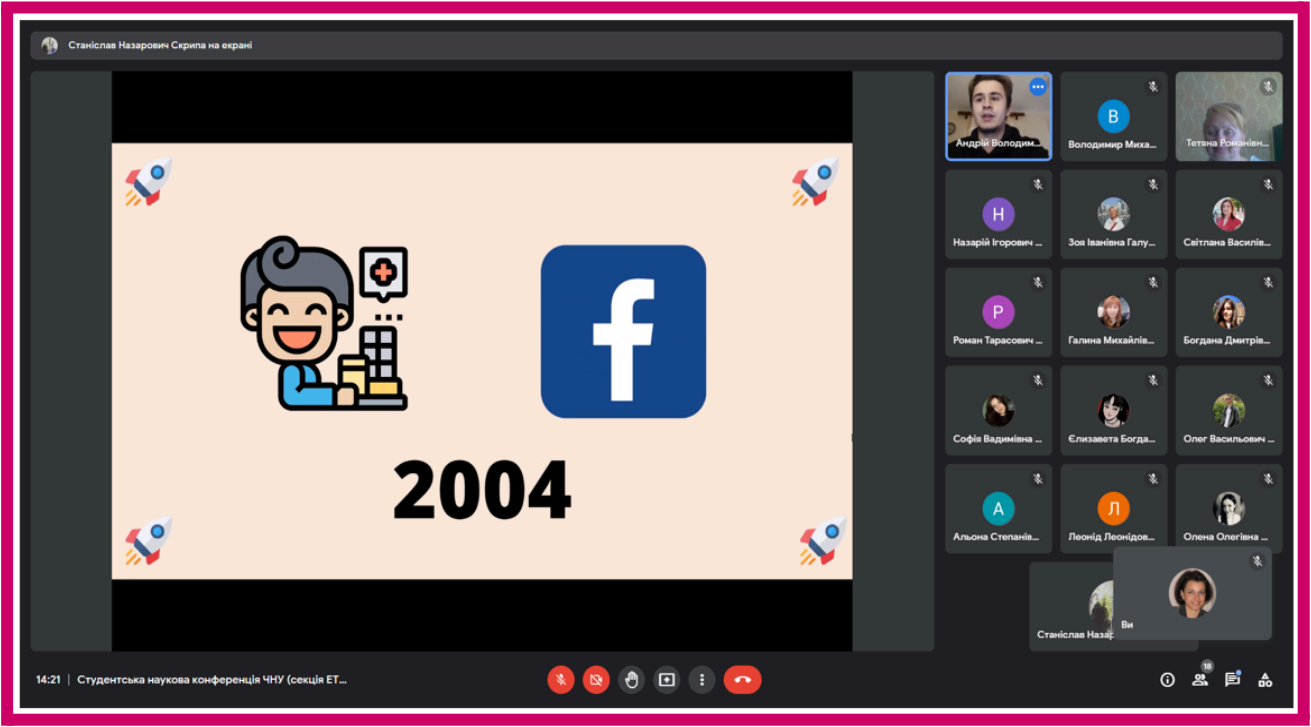 Станіслав Назарович Скрипа на екрані
f
2004
Андрій Володим...
В
Володимир Миха...
Тетяна Романівн...
Н
Назарій Ігорович ...
Зоя Іванівна Галу...
Світлана Василів...
Р
Роман Тарасович ...
Галина Михайлів...
Богдана Дмитрів...
Софія Вадимівна ...
Єлизавета Богда...
Олег Васильович ...
А
Альона Степанів...
Л
Леонід Леонідов...
Олена Олегівна ...
Станіслав Назар
Ви
14:21 | Студентська наукова конференція ЧНУ (секція ЕТ...
18